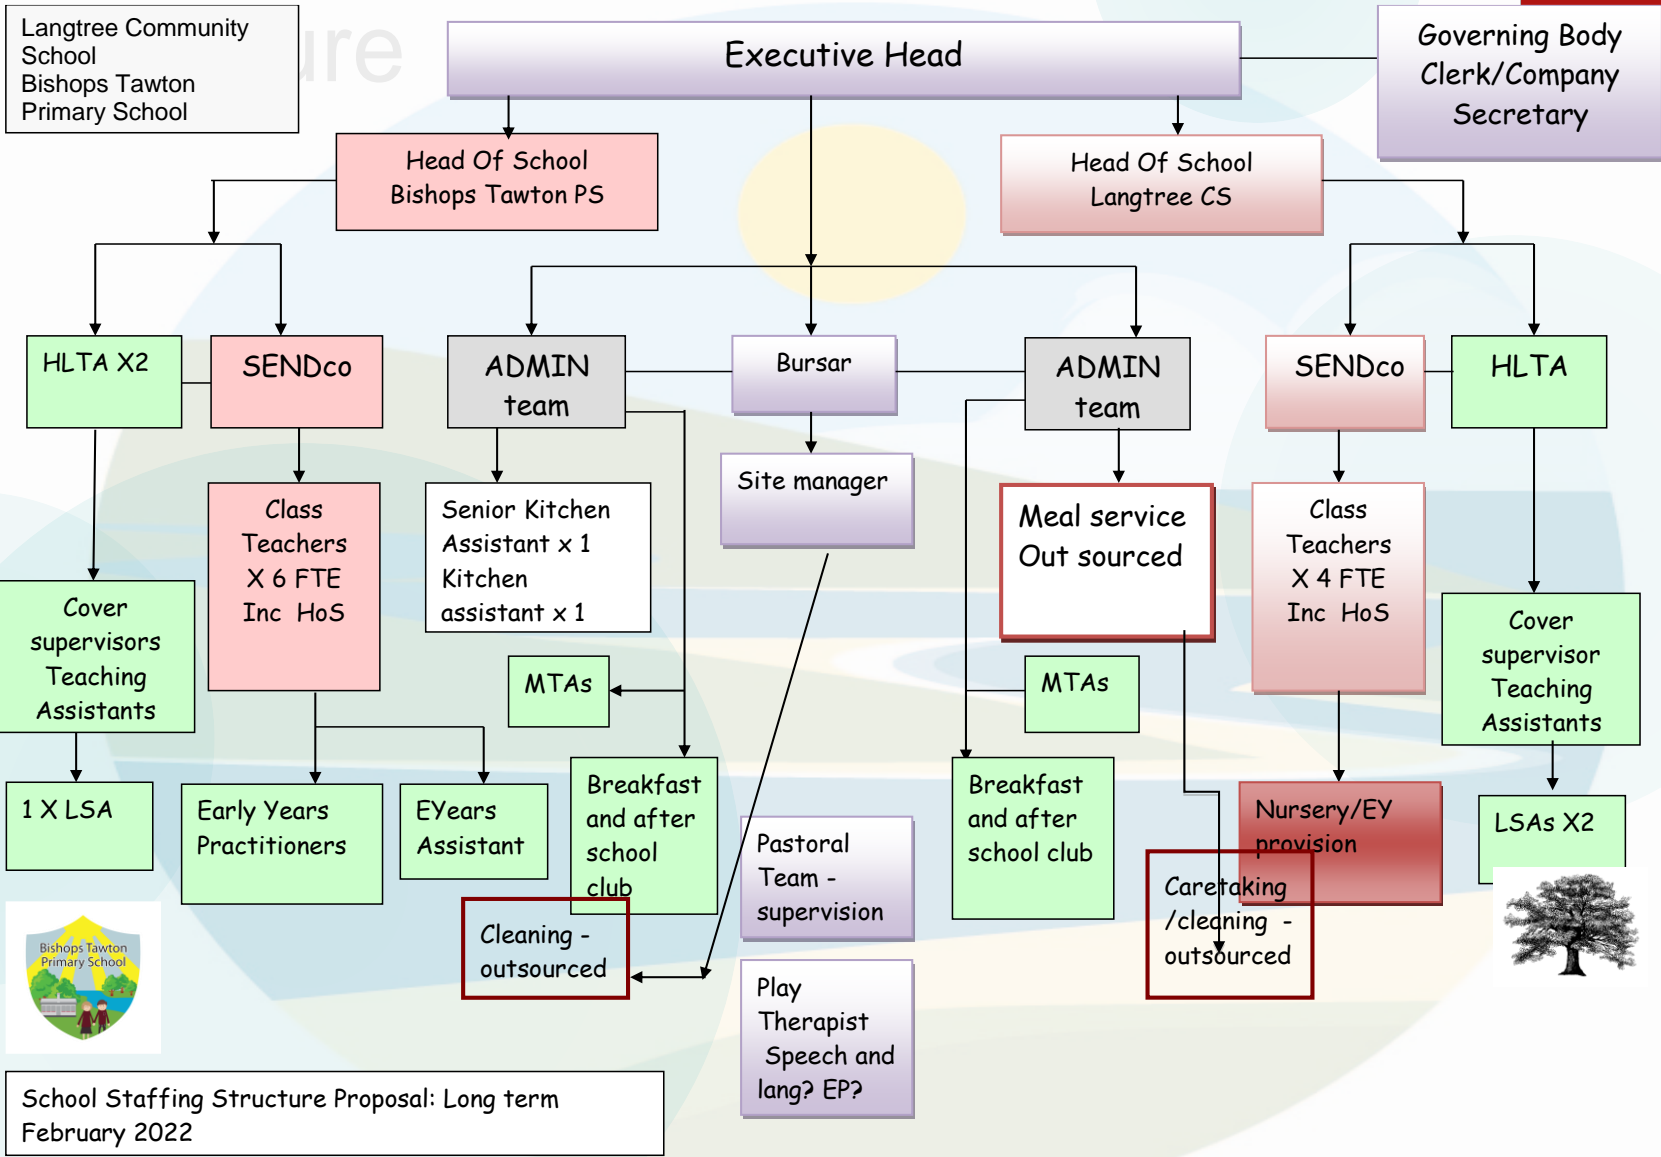 Langtree Community
School
Bishops Tawton
Primary School
ure
Executive Head
Governing Body
Clerk/Company
Secretary
Head Of School
Bishops Tawton PS
Head Of School
Langtree CS
HLTA X2
SENDco
ADMIN
team
Bursar
ADMIN
team
SENDco
HLTA
Site manager
Class
Teachers
X 6 FTE
Inc HoS
Senior Kitchen
Assistant x 1
Kitchen
assistant x 1
Meal service
Out sourced
Class
Teachers
X 4 FTE
Inc HoS
Cover
supervisors
Teaching
Assistants
Cover
supervisor
Teaching
Assistants
MTAs
MTAs
1 X LSA
Early Years
Practitioners
EYears
Assistant
Breakfast
and after
school
club
Pastoral
Team -
supervision
Breakfast
and after
school club
Nursery/EY
provision
LSAs X2
Cleaning -
outsourced
Caretaking
/cleaning -
outsourced
Play
Therapist
Speech and
lang? EP?
Bishops Tawton
Primary School
School Staffing Structure Proposal: Long term
February 2022